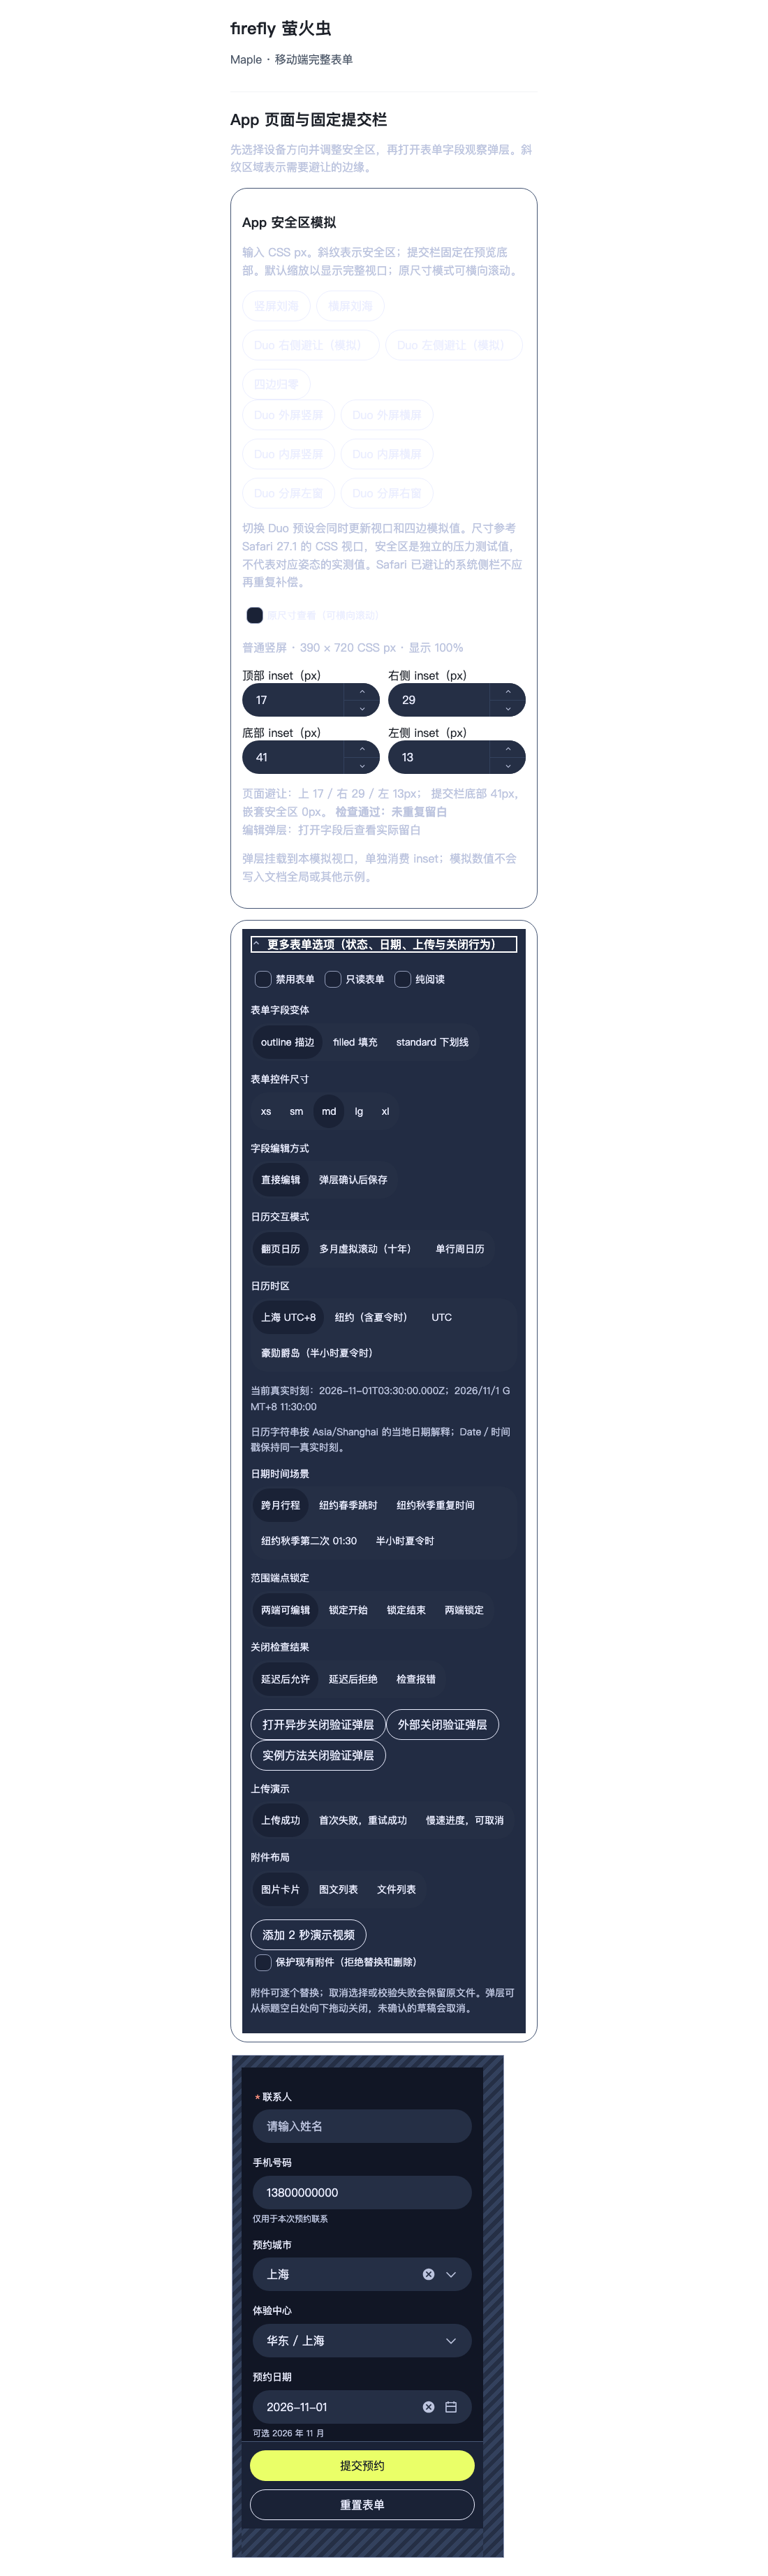 firefly 萤火虫
Maple · 移动端完整表单
App 页面与固定提交栏
先选择设备方向并调整安全区，再打开表单字段观察弹层。斜
纹区域表示需要避让的边缘。
App 安全区模拟
输入 CSS px。斜纹表示安全区；提交栏固定在预览底
部。默认缩放以显示完整视口；原尺寸模式可横向滚动。
竖屏刘海 横屏刘海
Duo 右侧避让（模拟） Duo 左侧避让（模拟）
四边归零
Duo 外屏竖屏 Duo 外屏横屏
Duo 内屏竖屏 Duo 内屏横屏
Duo 分屏左窗 Duo 分屏右窗
切换 Duo 预设会同时更新视口和四边模拟值。尺寸参考
Safari 27.1 的 CSS 视口，安全区是独立的压力测试值，
不代表对应姿态的实测值。Safari 已避让的系统侧栏不应
再重复补偿。
原尺寸查看（可横向滚动）
普通竖屏 · 390 × 720 CSS px · 显示 100%
顶部 inset（px） 右侧 inset（px）
17 29
底部 inset（px） 左侧 inset（px）
41 13
页面避让：上 17 / 右 29 / 左 13px； 提交栏底部 41px，
嵌套安全区 0px。 检查通过：未重复留白
编辑弹层：打开字段后查看实际留白
弹层挂载到本模拟视口，单独消费 inset；模拟数值不会
写入文档全局或其他示例。
更多表单选项（状态、日期、上传与关闭行为）
禁用表单 只读表单 纯阅读
表单字段变体
outline 描边 filled 填充 standard 下划线
表单控件尺寸
xs sm md lg xl
字段编辑方式
直接编辑 弹层确认后保存
日历交互模式
翻页日历 多月虚拟滚动（十年） 单行周日历
日历时区
上海 UTC+8 纽约（含夏令时） UTC
豪勋爵岛（半小时夏令时）
当前真实时刻：2026-11-01T03:30:00.000Z；2026/11/1 G
MT+8 11:30:00
日历字符串按 Asia/Shanghai 的当地日期解释；Date / 时间
戳保持同一真实时刻。
日期时间场景
跨月行程 纽约春季跳时 纽约秋季重复时间
纽约秋季第二次 01:30 半小时夏令时
范围端点锁定
两端可编辑 锁定开始 锁定结束 两端锁定
关闭检查结果
延迟后允许 延迟后拒绝 检查报错
打开异步关闭验证弹层 外部关闭验证弹层
实例方法关闭验证弹层
上传演示
上传成功 首次失败，重试成功 慢速进度，可取消
附件布局
图片卡片 图文列表 文件列表
添加 2 秒演示视频
保护现有附件（拒绝替换和删除）
附件可逐个替换；取消选择或校验失败会保留原文件。弹层可
从标题空白处向下拖动关闭，未确认的草稿会取消。
* 联系人
请输入姓名
手机号码
13800000000
仅用于本次预约联系
预约城市
上海
体验中心
华东 / 上海
预约日期
2026-11-01
可选 2026 年 11 月
提交预约
重置表单